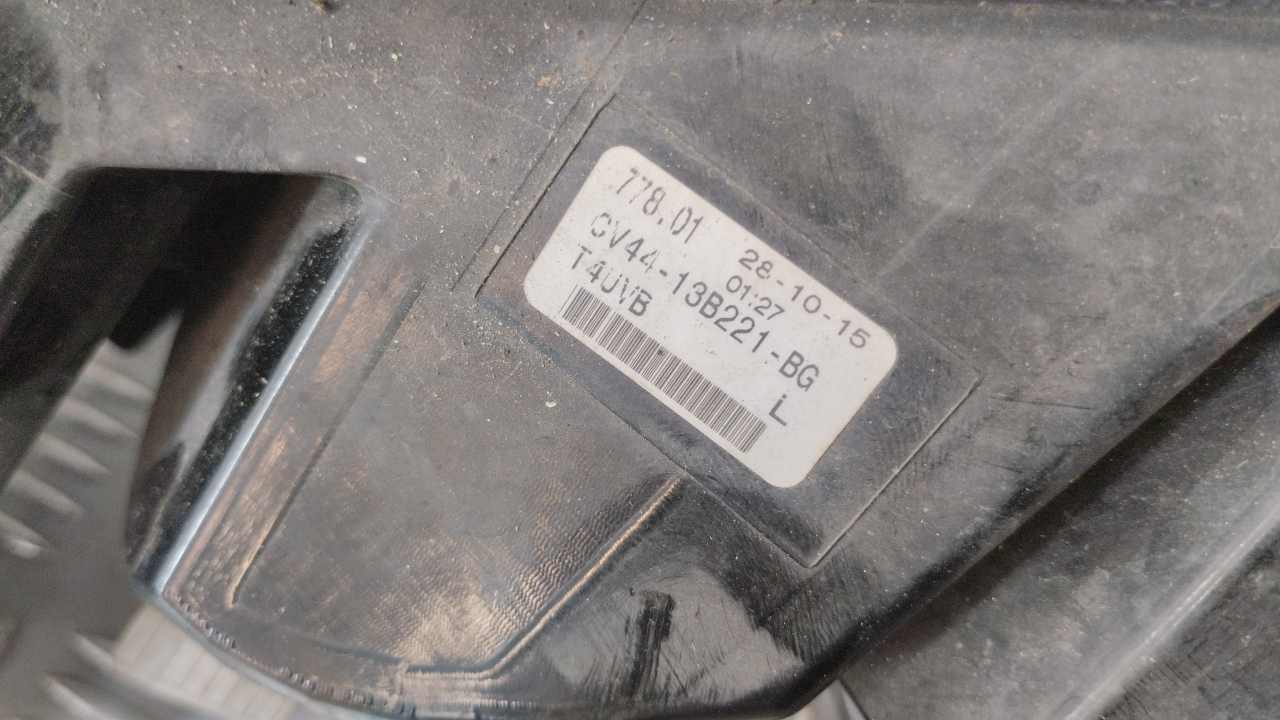 778.01
28-10-15
01:27
CV44-13B221-BG
T4UVB
L